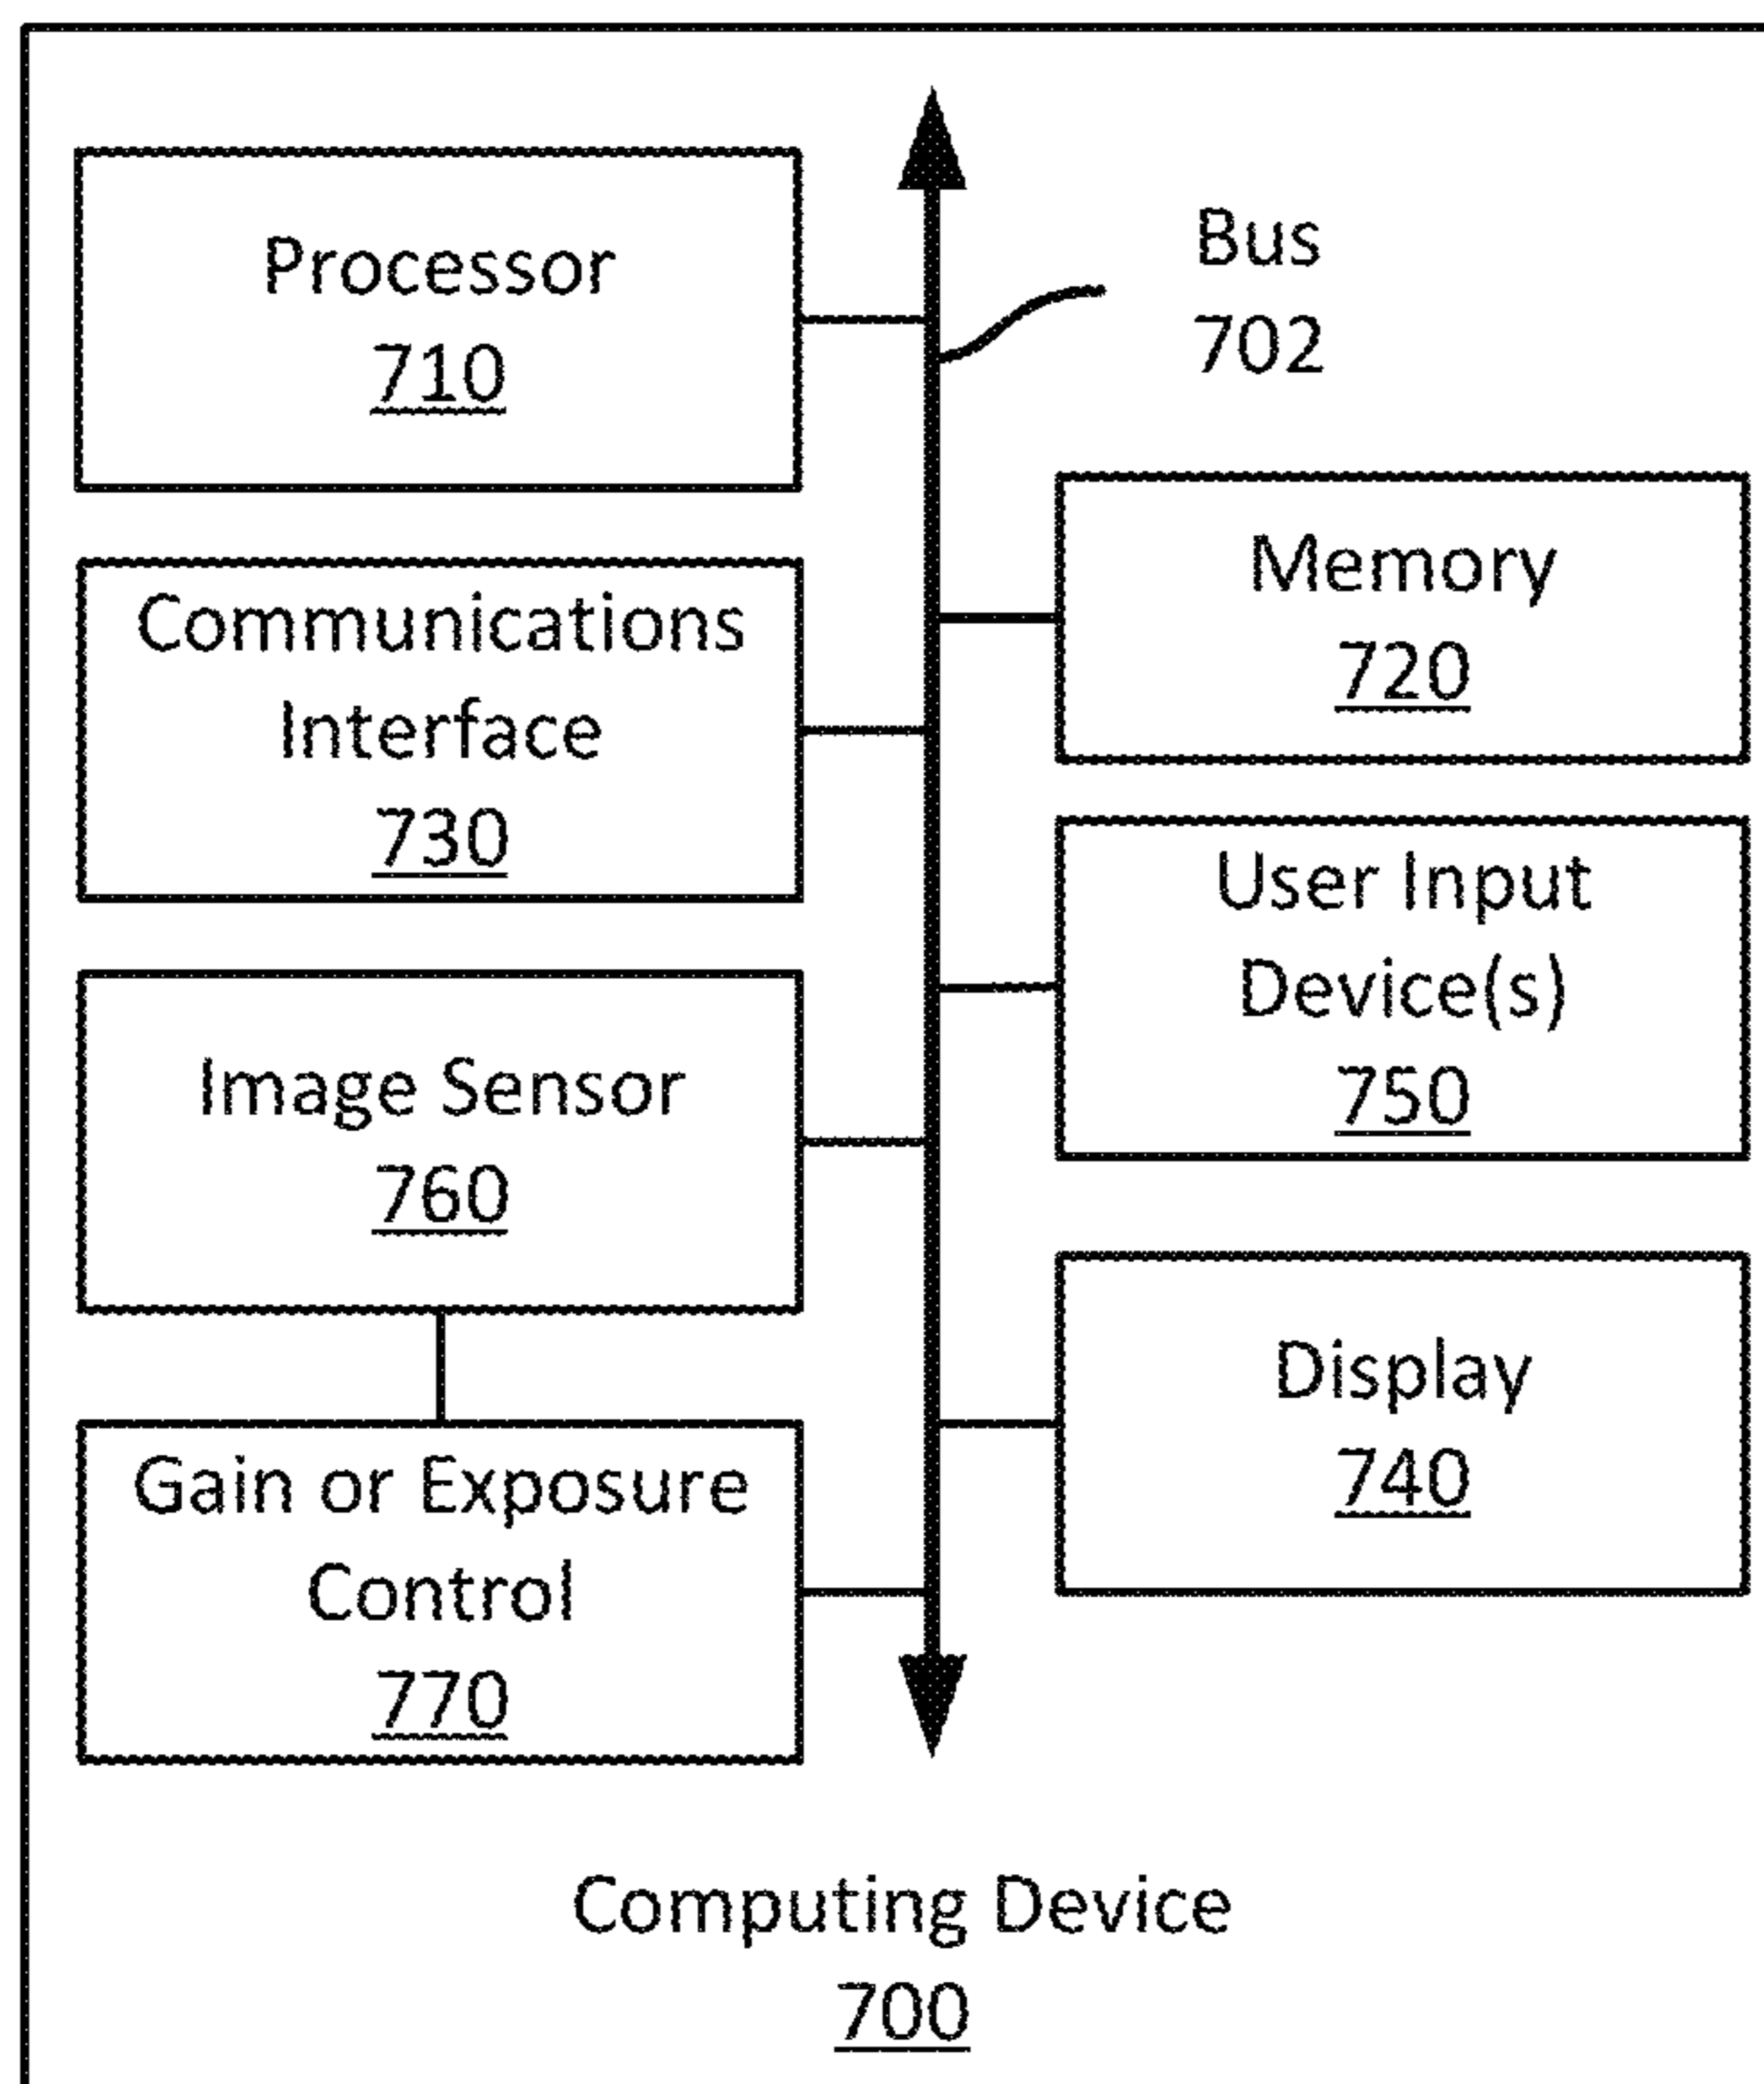 Processor
710
Bus
702
Memory
720
Communications
Interface
730
User Input
Device(s)
750
Image Sensor
760
Display
740
Gain or Exposure
Control
770
Computing Device
700